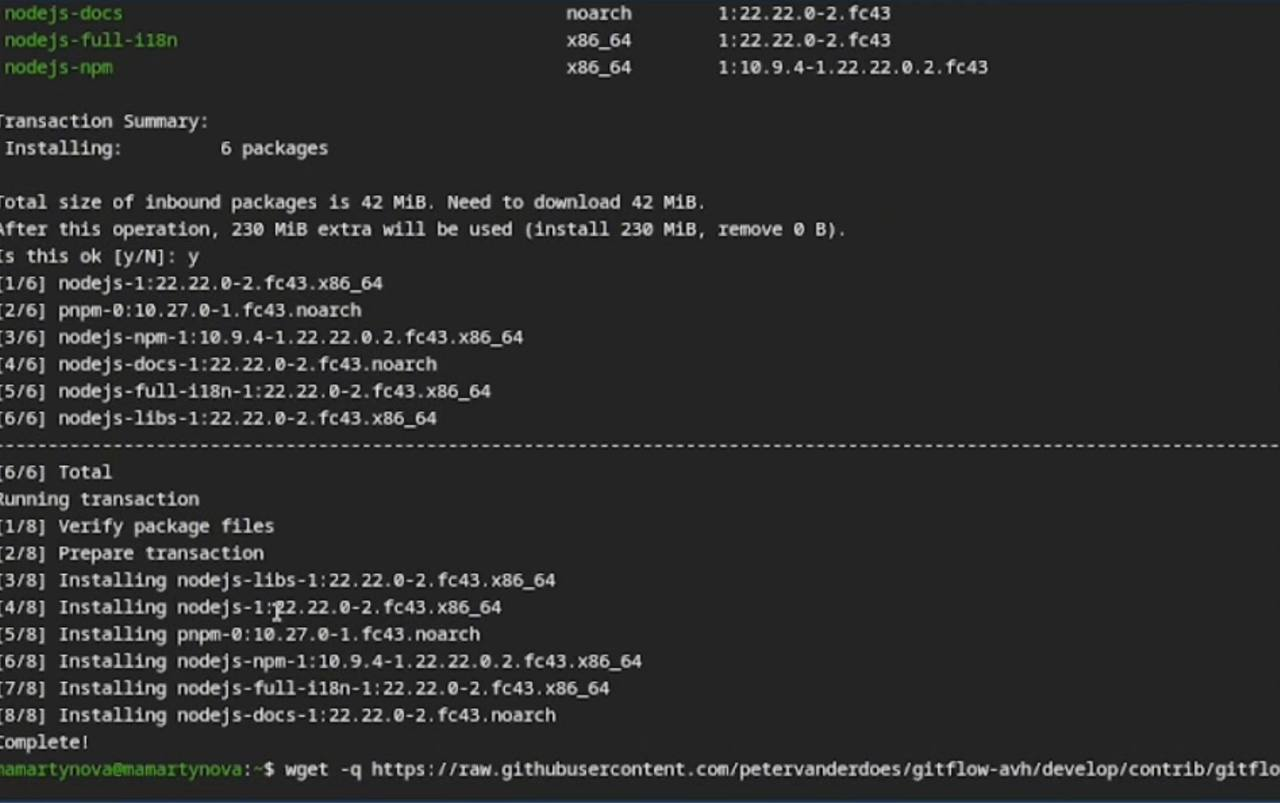 nodejs-docs noarch 1:22.22.0-2.fc43
nodejs-full-i18n x86_64 1:22.22.0-2.fc43
nodejs-npm x86_64 1:10.9.4-1.22.22.0.2.fc43
Transaction Summary:
Installing: 6 packages
Total size of inbound packages is 42 MiB. Need to download 42 MiB.
After this operation, 230 MiB extra will be used (install 230 MiB, remove 0 B).
Is this ok [y/N]: y
[1/6] nodejs-1:22.22.0-2.fc43.x86_64
[2/6] pnpm-0:10.27.0-1.fc43.noarch
[3/6] nodejs-npm-1:10.9.4-1.22.22.0.2.fc43.x86_64
[4/6] nodejs-docs-1:22.22.0-2.fc43.noarch
[5/6] nodejs-full-i18n-1:22.22.0-2.fc43.x86_64
[6/6] nodejs-libs-1:22.22.0-2.fc43.x86_64
[6/6] Total
Running transaction
[1/8] Verify package files
[2/8] Prepare transaction
[3/8] Installing nodejs-libs-1:22.22.0-2.fc43.x86_64
[4/8] Installing nodejs-1:22.22.0-2.fc43.x86_64
[5/8] Installing pnpm-0:10.27.0-1.fc43.noarch
[6/8] Installing nodejs-npm-1:10.9.4-1.22.22.0.2.fc43.x86_64
[7/8] Installing nodejs-full-i18n-1:22.22.0-2.fc43.x86_64
[8/8] Installing nodejs-docs-1:22.22.0-2.fc43.noarch
Complete!
mamartynova@mamartynova:~$ wget -q https://raw.githubusercontent.com/petervanderdoes/gitflow-avh/develop/contrib/gitflo